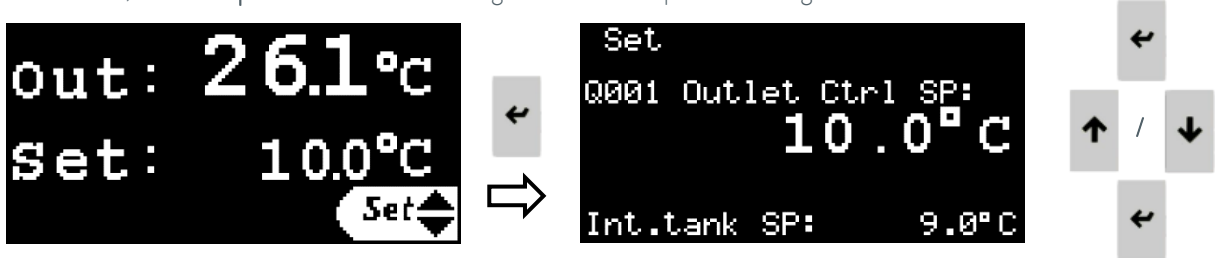 out: 26.1°C
Set: 10.0°C
Set
Set
Q001 Outlet Ctrl SP:
10.0°C
/
Int.tank SP: 9.0°C